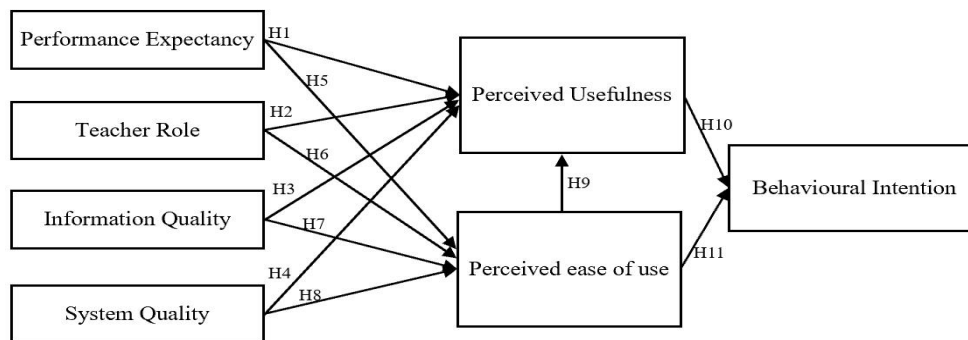 Performance Expectancy
H1
H5
Perceived Usefulness
H2
Teacher Role
H10
H6
H9
Behavioural Intention
H3
Information Quality
H7
H11
Perceived ease of use
H4
H8
System Quality